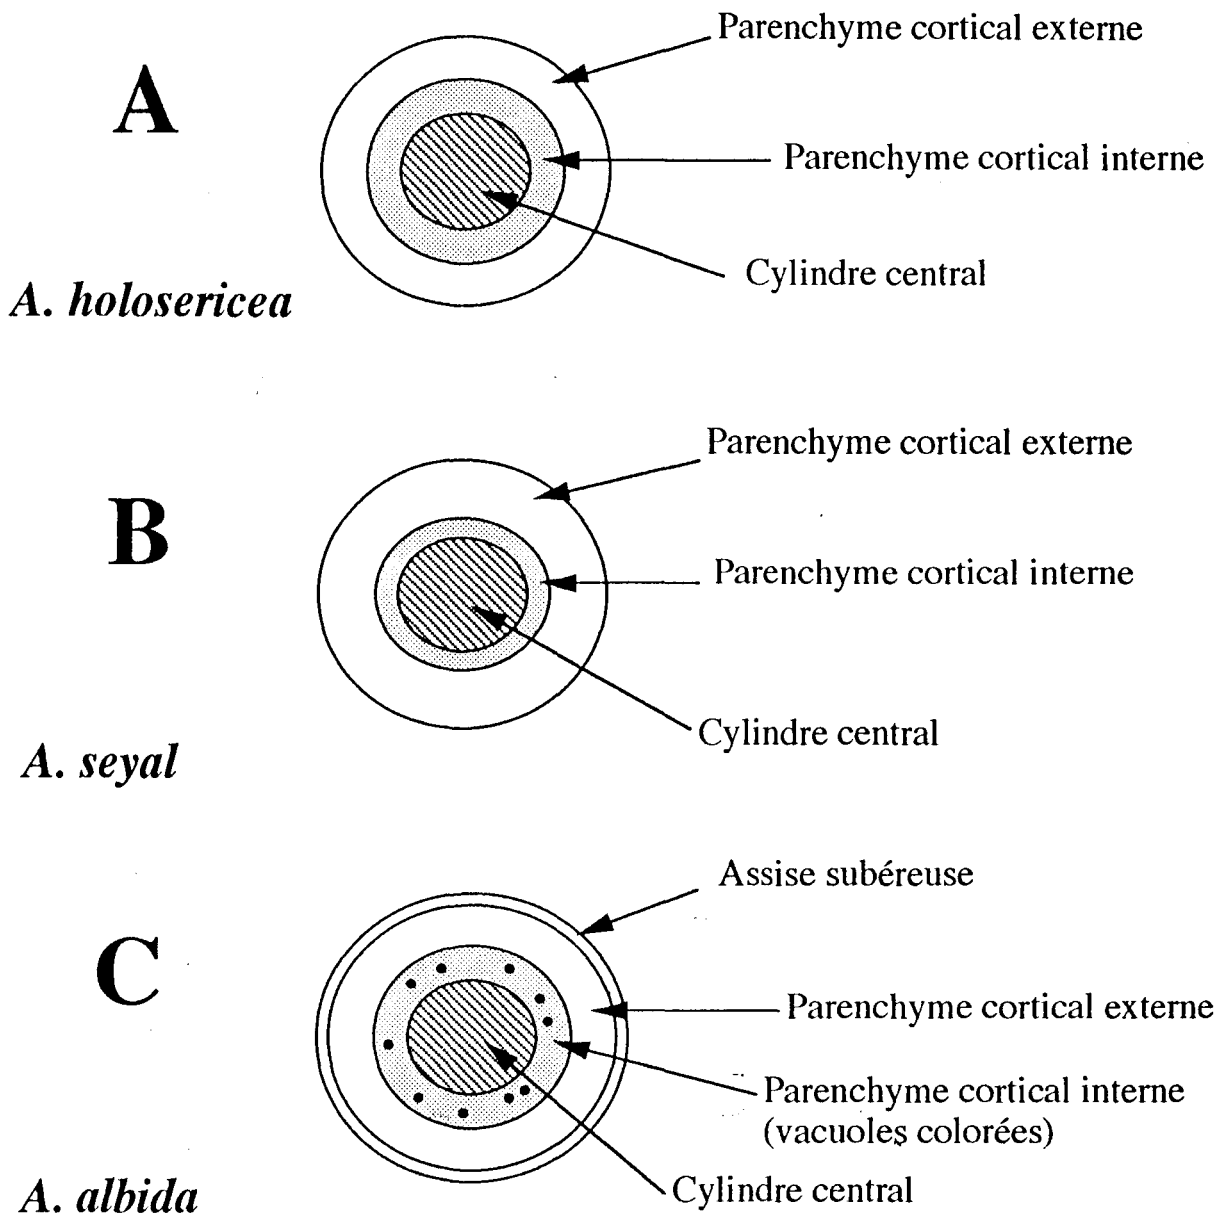 A
Parenchyme cortical externe
Parenchyme cortical interne
Cylindre central
A. holosericea
B
Parenchyme cortical externe
Parenchyme cortical interne
Cylindre central
A. seyal
C
Assise subéreuse
Parenchyme cortical externe
Parenchyme cortical interne
(vacuoles colorées)
Cylindre central
A. albida